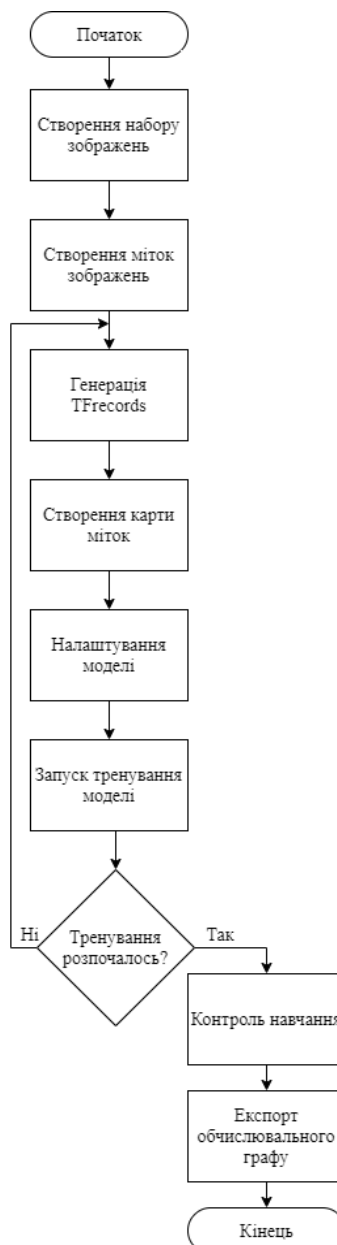 Початок
Створення набору
зображень
Створення міток
зображень
Генерація
TFrecords
Створення карти
міток
Налаштування
моделі
Запуск тренування
моделі
Ні
Тренування
розпочалось?
Так
Контроль навчання
Експорт
обчислювального
графу
Кінець